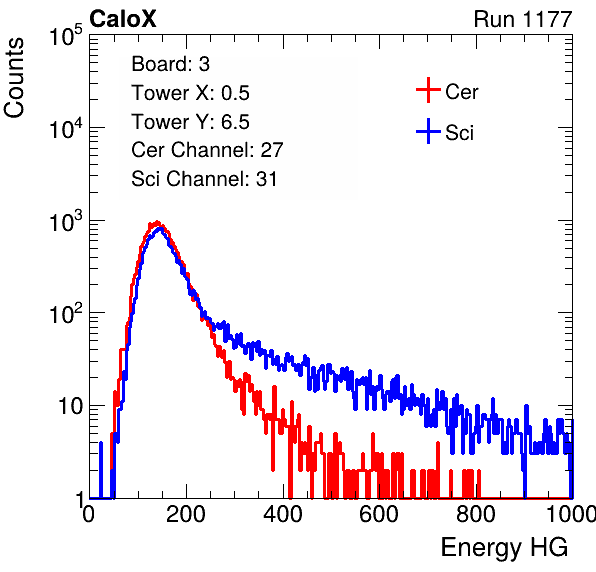 CaloX Run 1177
Counts
10^5
10^4
10^3
10^2
10
1
Board: 3
Tower X: 0.5
Tower Y: 6.5
Cer Channel: 27
Sci Channel: 31
Cer
Sci
0 200 400 600 800 1000
Energy HG